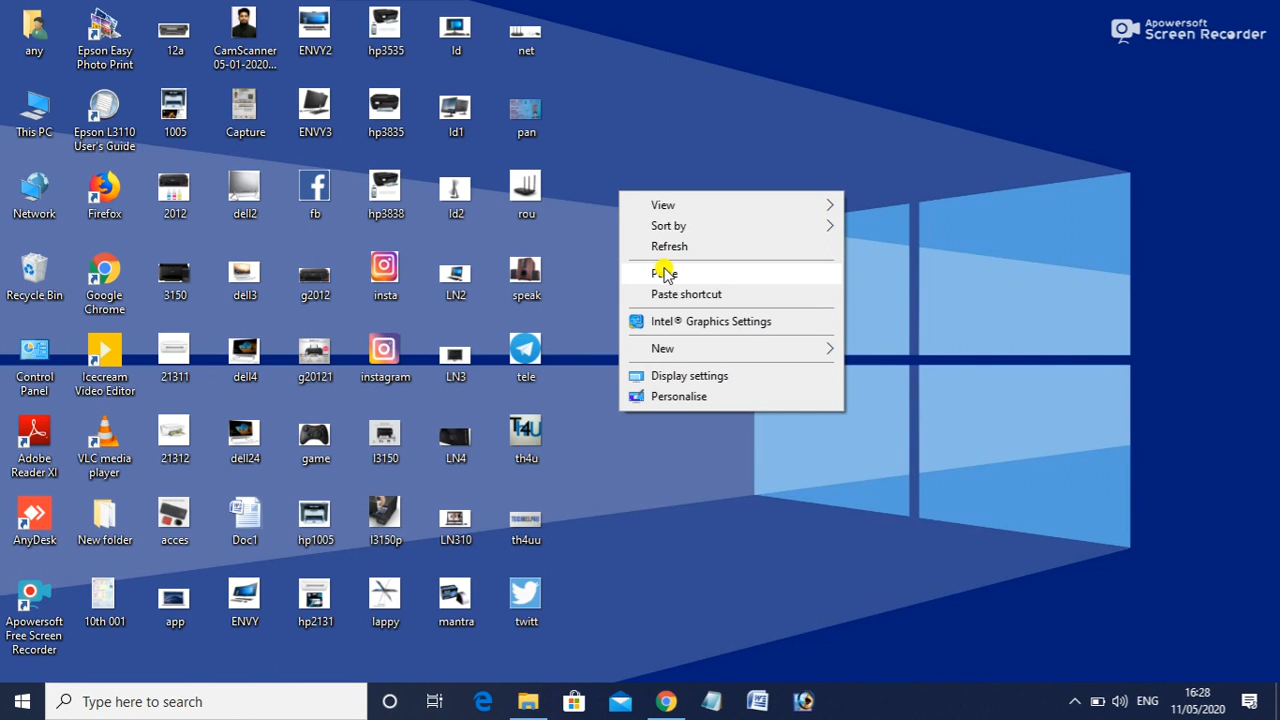 Apowersoft
Screen Recorder
any
Epson Easy
Photo Print
12a
CamScanner
05-01-2020...
ENVY2
hp3535
ld
net
This PC
Epson L3110
User's Guide
1005
Capture
ENVY3
hp3835
ld1
pan
Network
Firefox
2012
dell2
fb
hp3838
ld2
rou
Recycle Bin
Google
Chrome
3150
dell3
g2012
insta
LN2
speak
Control
Panel
Icecream
Video Editor
21311
dell4
g20121
instagram
LN3
tele
Adobe
Reader XI
VLC media
player
21312
dell24
game
l3150
LN4
th4u
AnyDesk
New folder
acces
Doc1
hp1005
l3150p
LN310
th4uu
Apowersoft
Free Screen
Recorder
10th 001
app
ENVY
hp2131
lappy
mantra
twitt
View
Sort by
Refresh
Paste
Paste shortcut
Intel® Graphics Settings
New
Display settings
Personalise
Type here to search
ENG
16:28
11/05/2020